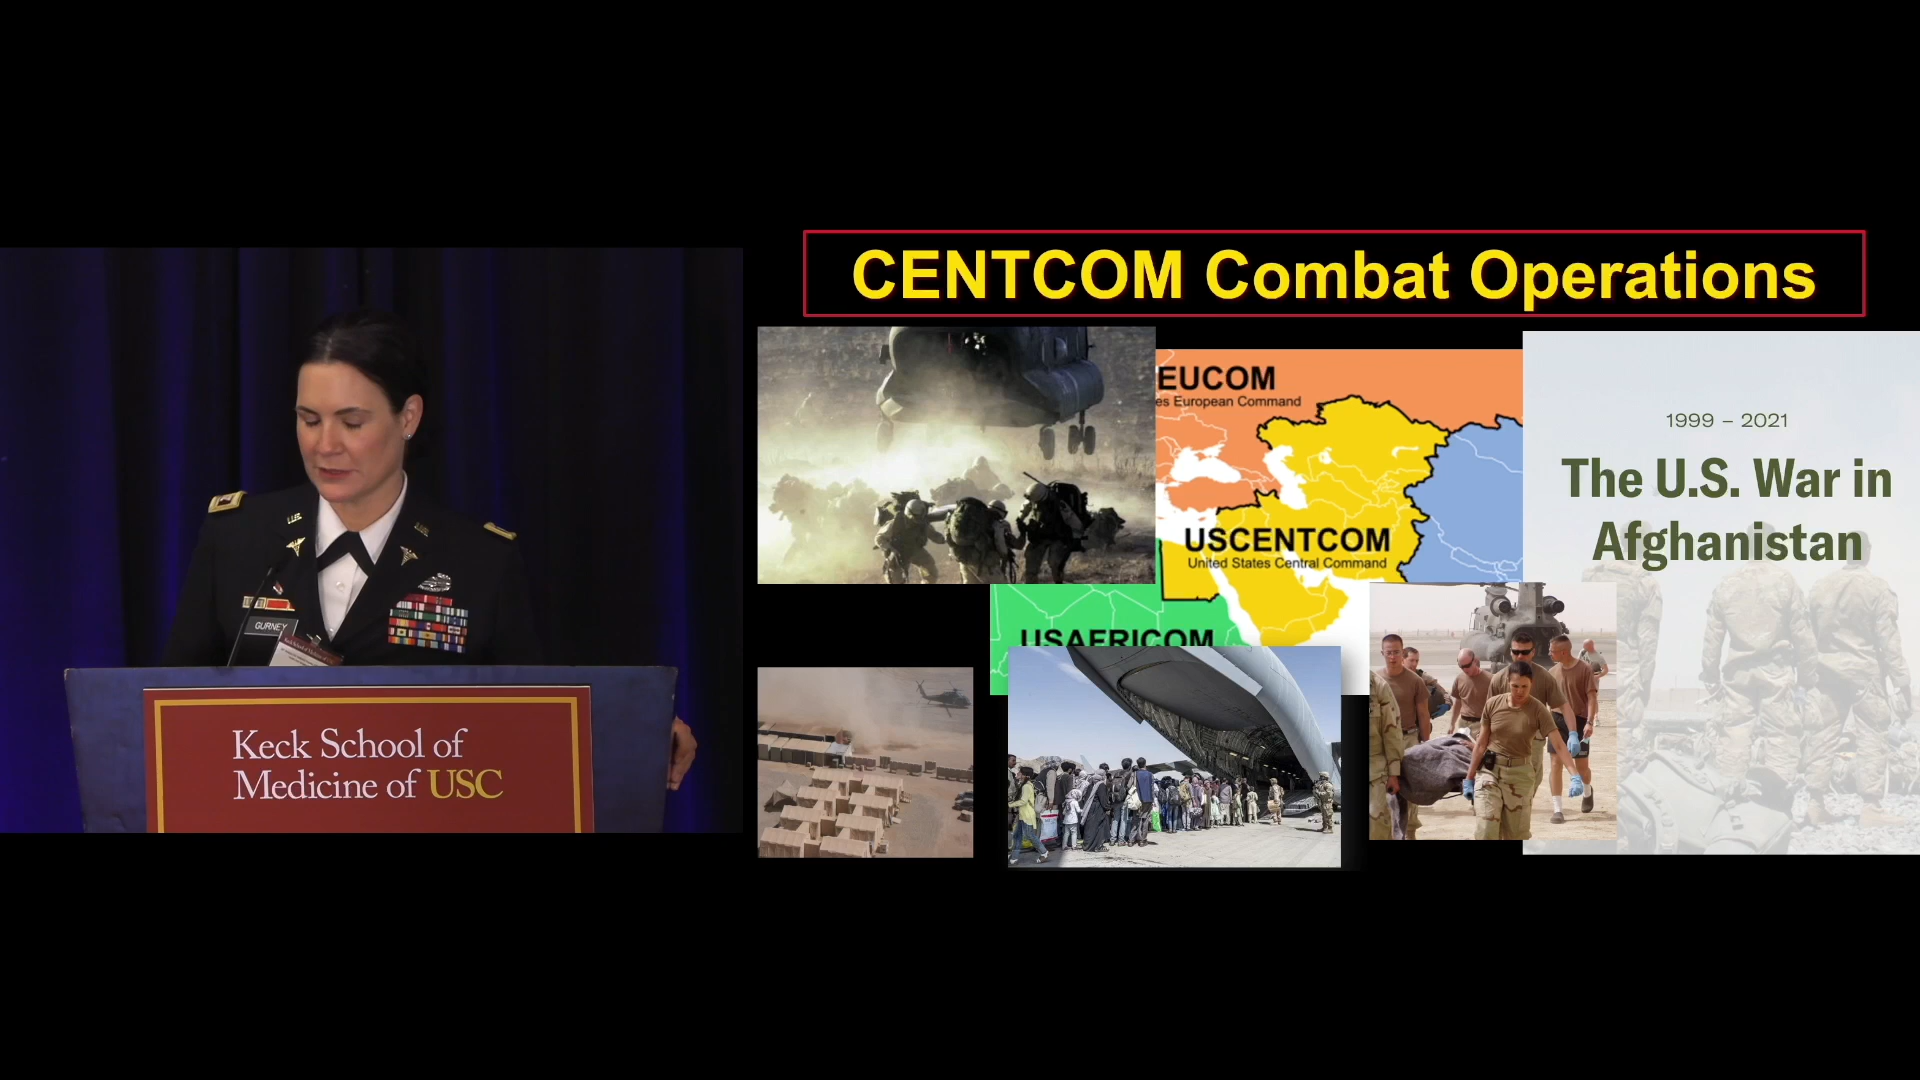 CENTCOM Combat Operations
EUCOM
es European Command
USCENTCOM
United States Central Command
USAFRICOM
1999 – 2021
The U.S. War in
Afghanistan
GURNEY
Keck School of
Medicine of USC